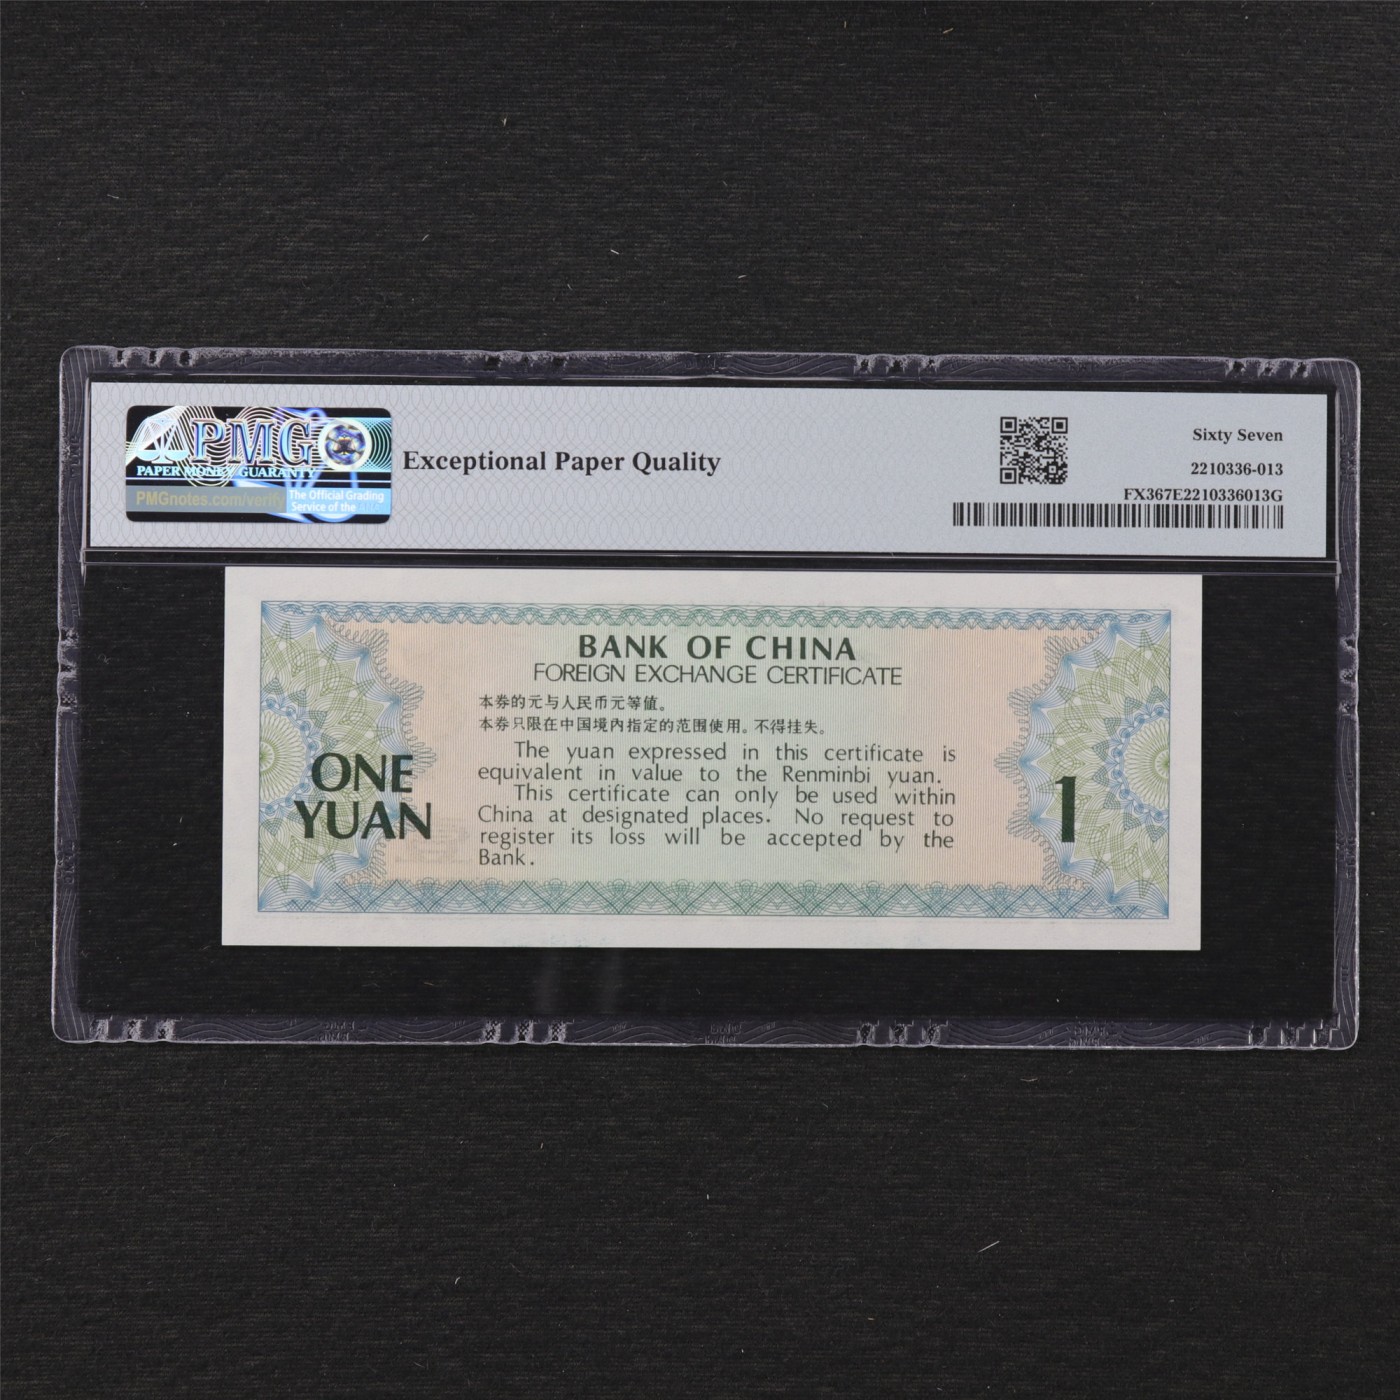 PMG
PAPER MONEY GUARANTY
PMGnotes.com/verify
The Official Grading
Service of the
Exceptional Paper Quality
Sixty Seven
2210336-013
FX367E2210336013G
BANK OF CHINA
FOREIGN EXCHANGE CERTIFICATE
本券的元与人民币元等值。
本券只限在中国境内指定的范围使用。不得挂失。
The yuan expressed in this certificate is
equivalent in value to the Renminbi yuan.
This certificate can only be used within
China at designated places. No request to
register its loss will be accepted by the
Bank.
ONE
YUAN
1